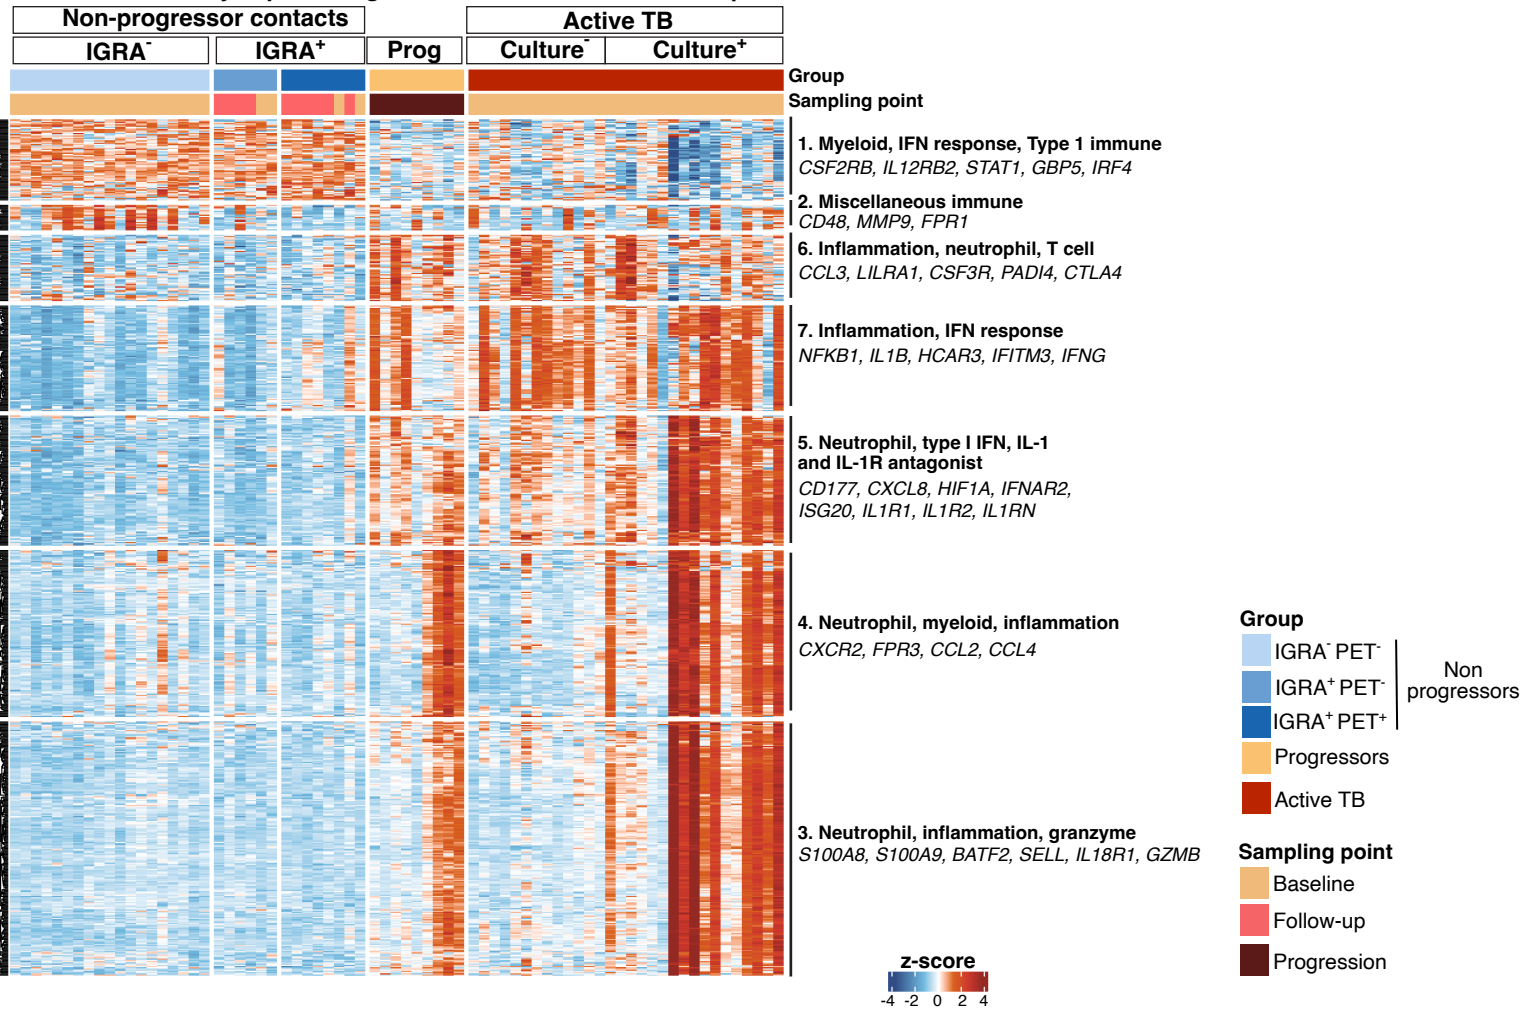 Non-progressor contacts
Active TB
IGRA-
IGRA+
Prog
Culture-
Culture+
Group
Sampling point
1. Myeloid, IFN response, Type 1 immune
CSF2RB, IL12RB2, STAT1, GBP5, IRF4
2. Miscellaneous immune
CD48, MMP9, FPR1
6. Inflammation, neutrophil, T cell
CCL3, LILRA1, CSF3R, PADI4, CTLA4
7. Inflammation, IFN response
NFKB1, IL1B, HCAR3, IFITM3, IFNG
5. Neutrophil, type I IFN, IL-1
and IL-1R antagonist
CD177, CXCL8, HIF1A, IFNAR2,
ISG20, IL1R1, IL1R2, IL1RN
4. Neutrophil, myeloid, inflammation
CXCR2, FPR3, CCL2, CCL4
3. Neutrophil, inflammation, granzyme
S100A8, S100A9, BATF2, SELL, IL18R1, GZMB
z-score
-4 -2 0 2 4
Group
IGRA- PET-
IGRA+ PET-
IGRA+ PET+
Non
progressors
Progressors
Active TB
Sampling point
Baseline
Follow-up
Progression